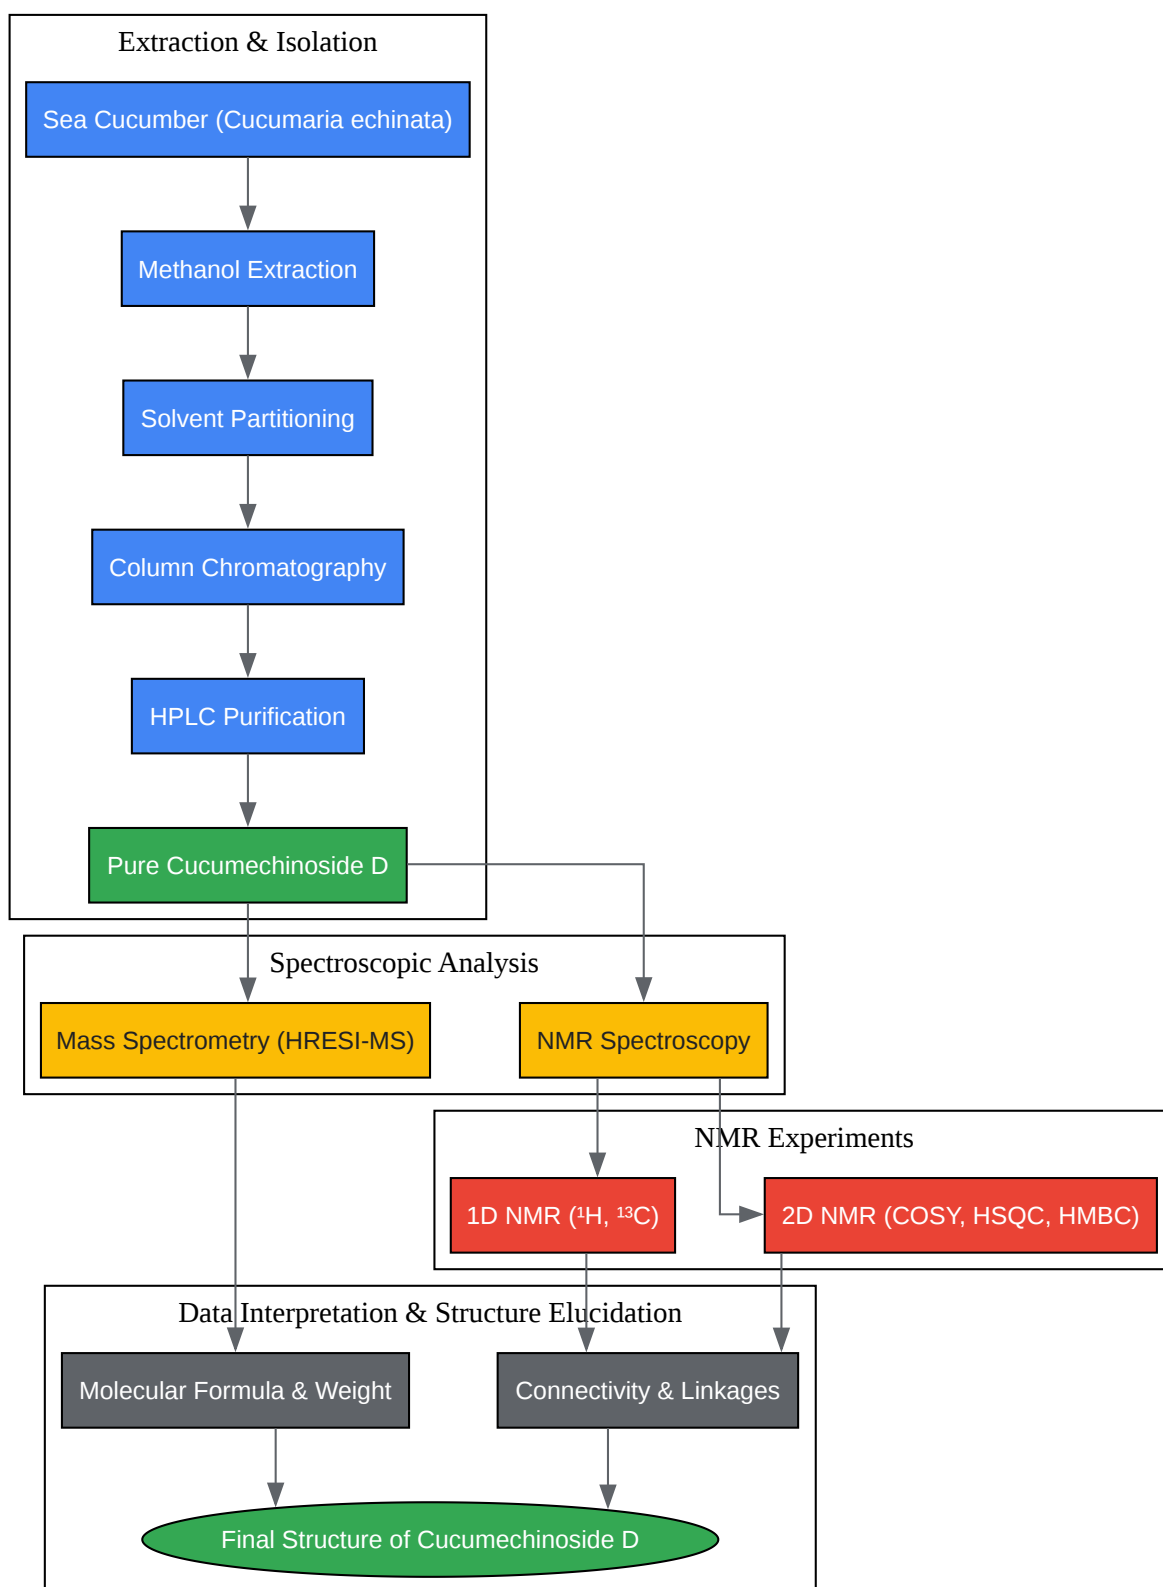 Extraction & Isolation
Sea Cucumber (Cucumaria echinata)
Methanol Extraction
Solvent Partitioning
Column Chromatography
HPLC Purification
Pure Cucumechinoside D
Spectroscopic Analysis
Mass Spectrometry (HRESI-MS)
NMR Spectroscopy
NMR Experiments
1D NMR (¹H, ¹³C)
2D NMR (COSY, HSQC, HMBC)
Data Interpretation & Structure Elucidation
Molecular Formula & Weight
Connectivity & Linkages
Final Structure of Cucumechinoside D